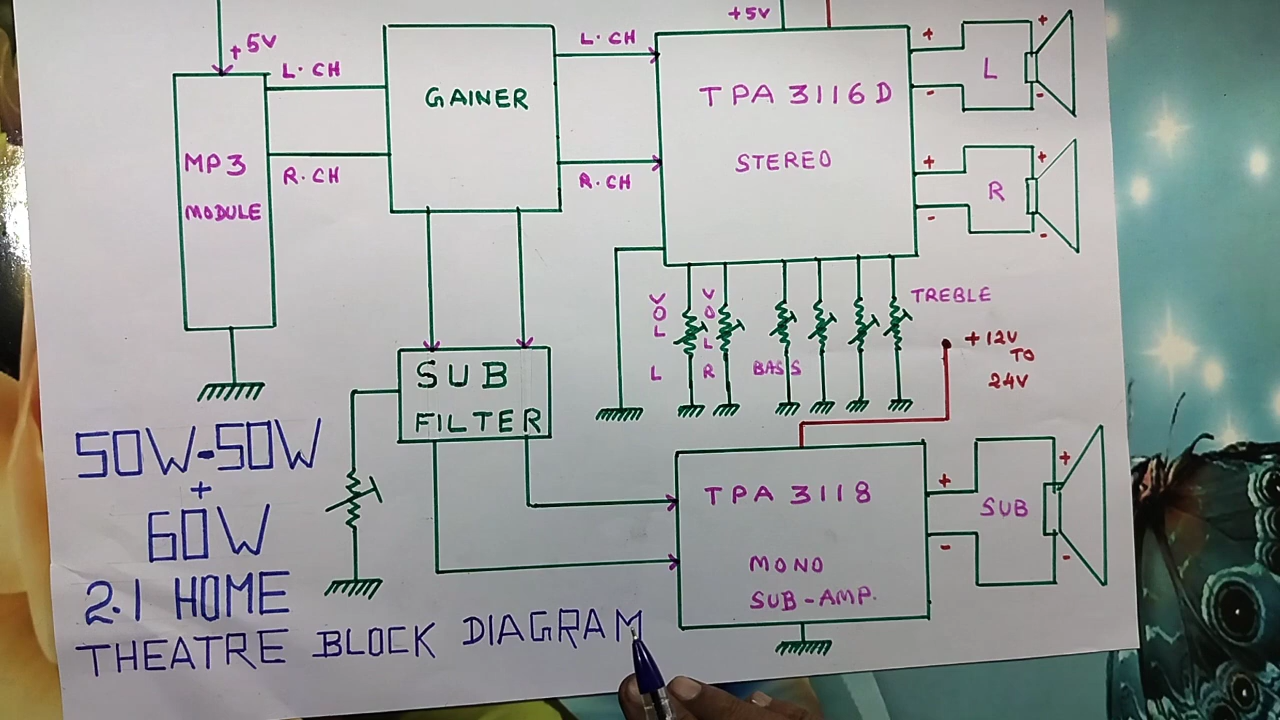 +5V
+5V
L.CH
L.CH
R.CH
R.CH
MP3
MODULE
GAINER
TPA 3116D
STEREO
+
-
L
+
-
+
-
R
+
-
VOL L
VOL R
BASS
TREBLE
+12V
TO
24V
SUB
FILTER
TPA 3118
MONO
SUB-AMP.
+
-
SUB
+
-
50W-50W
+
60W
2.1 HOME
THEATRE BLOCK DIAGRAM